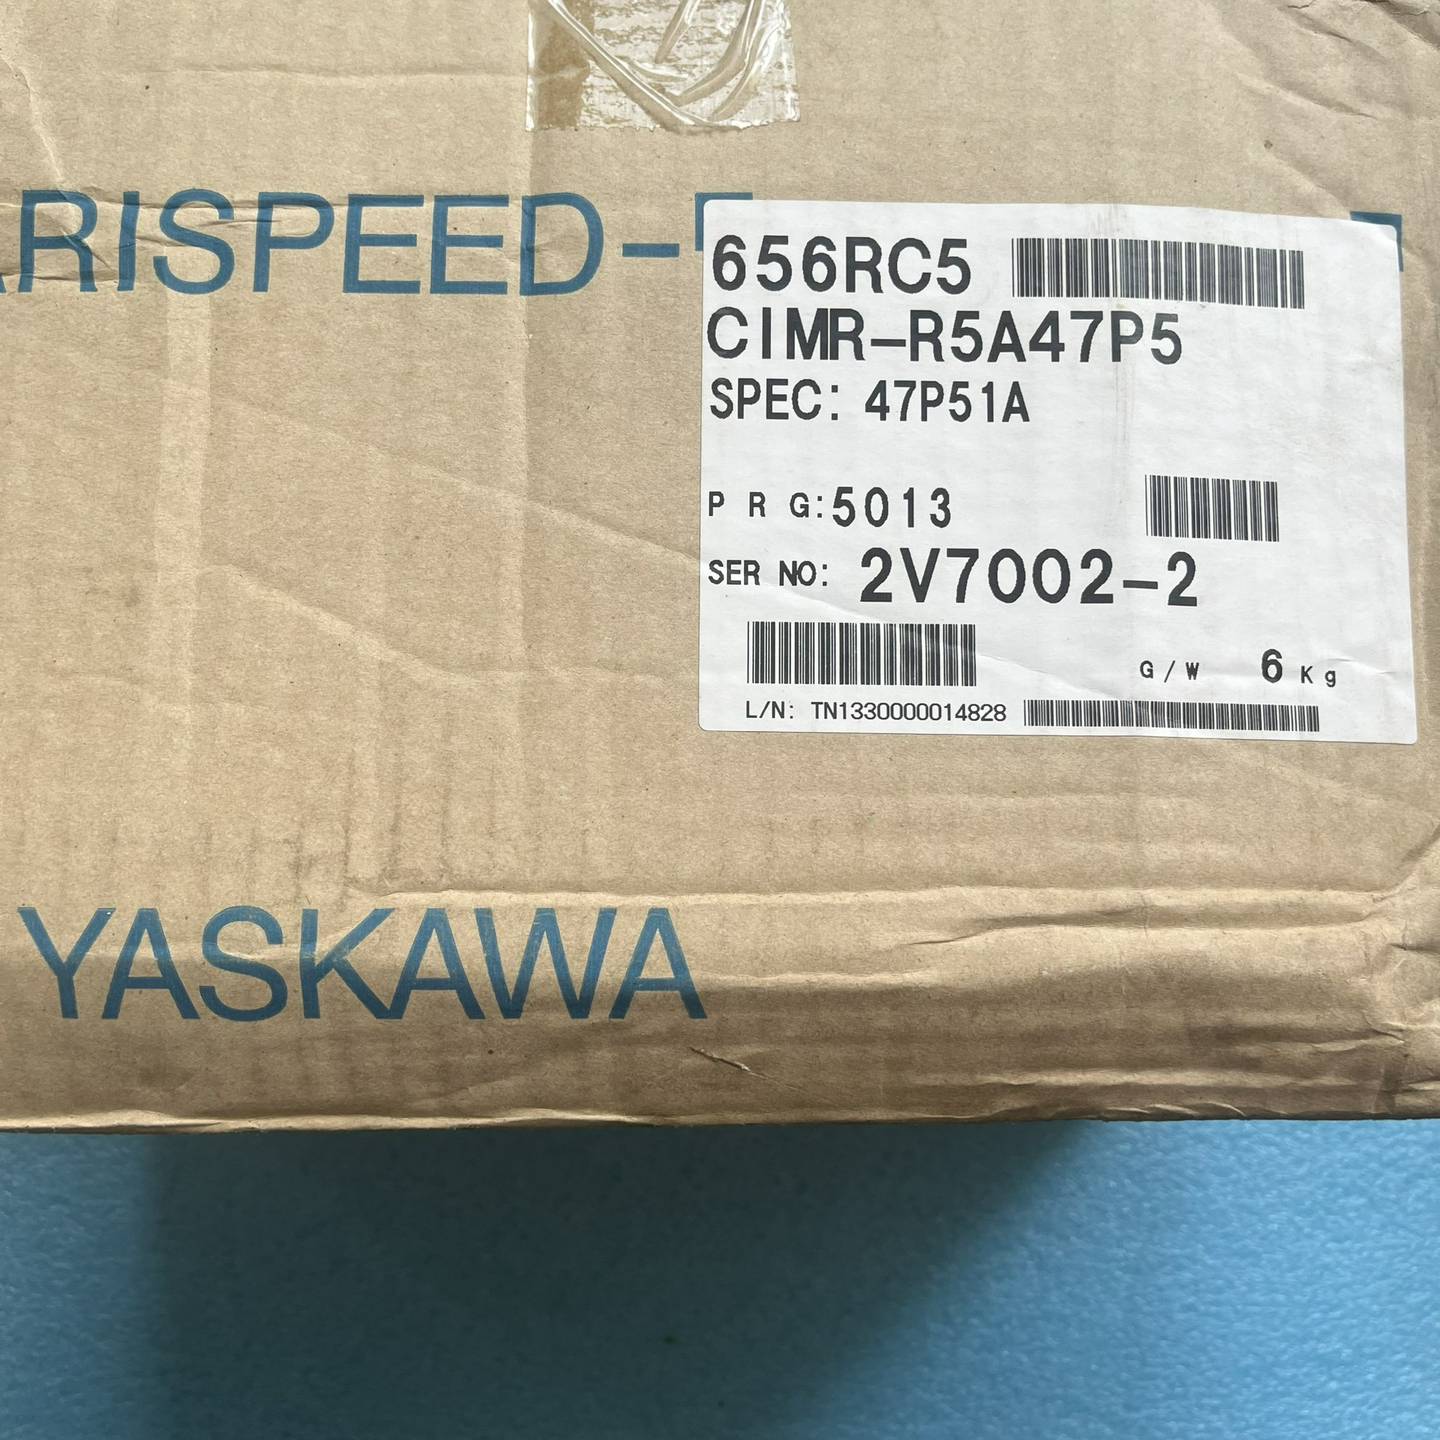 ARISPEED-
656RC5
CIMR-R5A47P5
SPEC: 47P51A
P R G: 5013
SER NO: 2V7002-2
G/W 6 Kg
L/N: TN1330000014828
YASKAWA